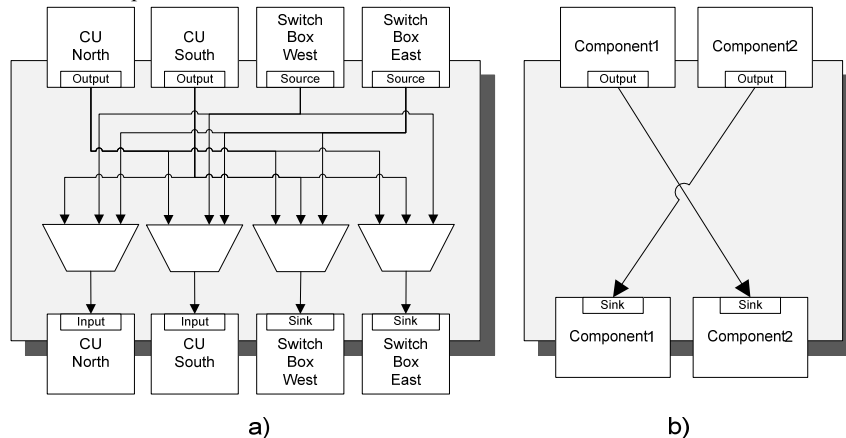 CU
North
Output
CU
South
Output
Switch
Box
West
Source
Switch
Box
East
Source
Input
CU
North
Input
CU
South
Sink
Switch
Box
West
Sink
Switch
Box
East
a)
Component1
Output
Component2
Output
Sink
Component1
Sink
Component2
b)